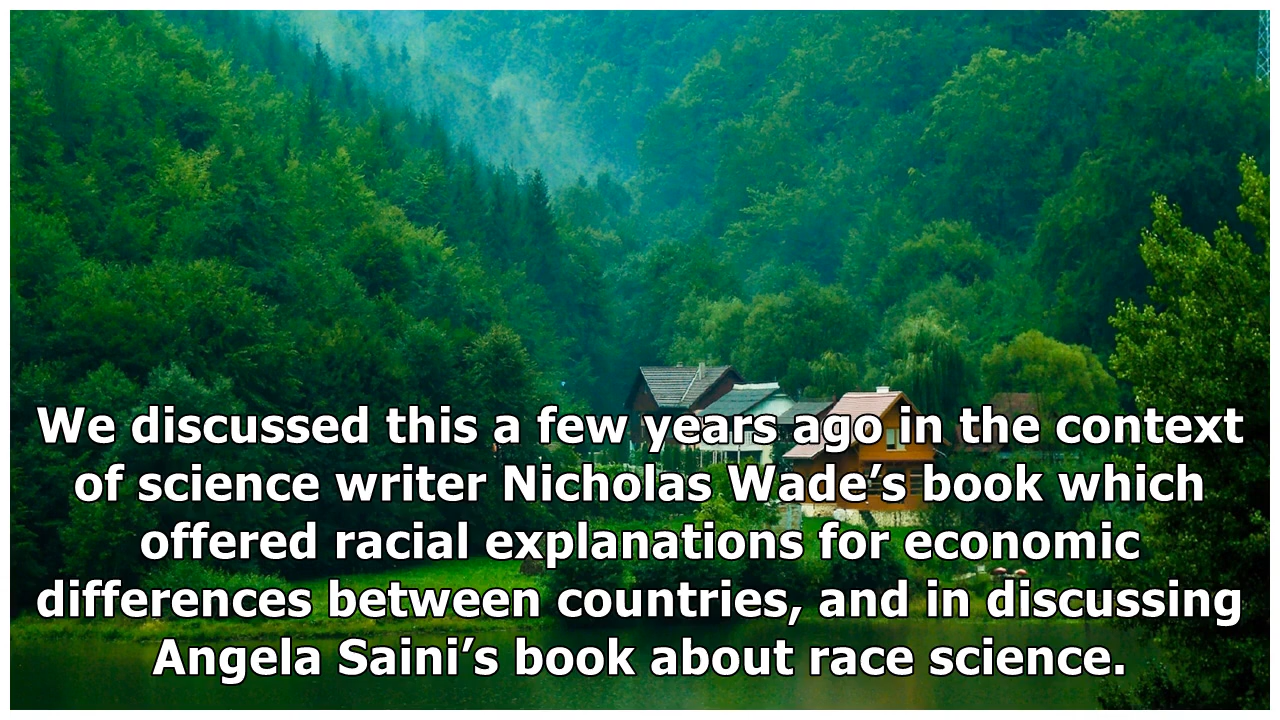 We discussed this a few years ago in the context
of science writer Nicholas Wade’s book which
offered racial explanations for economic
differences between countries, and in discussing
Angela Saini’s book about race science.